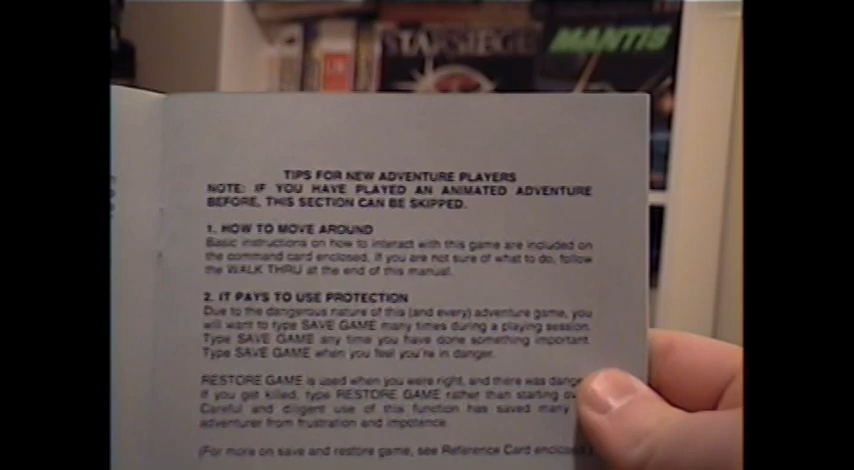 STARSIEGE
MANTIS
TIPS FOR NEW ADVENTURE PLAYERS
NOTE: IF YOU HAVE PLAYED AN ANIMATED ADVENTURE
BEFORE, THIS SECTION CAN BE SKIPPED.
1. HOW TO MOVE AROUND
Basic instructions on how to interact with this game are included on
the command card enclosed. If you are not sure of what to do, follow
the WALK THRU at the end of this manual.
2. IT PAYS TO USE PROTECTION
Due to the dangerous nature of this (and every) adventure game, you
will want to type SAVE GAME many times during a playing session.
Type SAVE GAME any time you have done something important.
Type SAVE GAME when you feel you're in danger.
RESTORE GAME is used when you were right, and there was
If you get killed, type RESTORE GAME rather than starting
Careful and diligent use of this function has saved many
adventurer from frustration and impotence.
(For more on save and restore game, see Reference Card enclosed.)